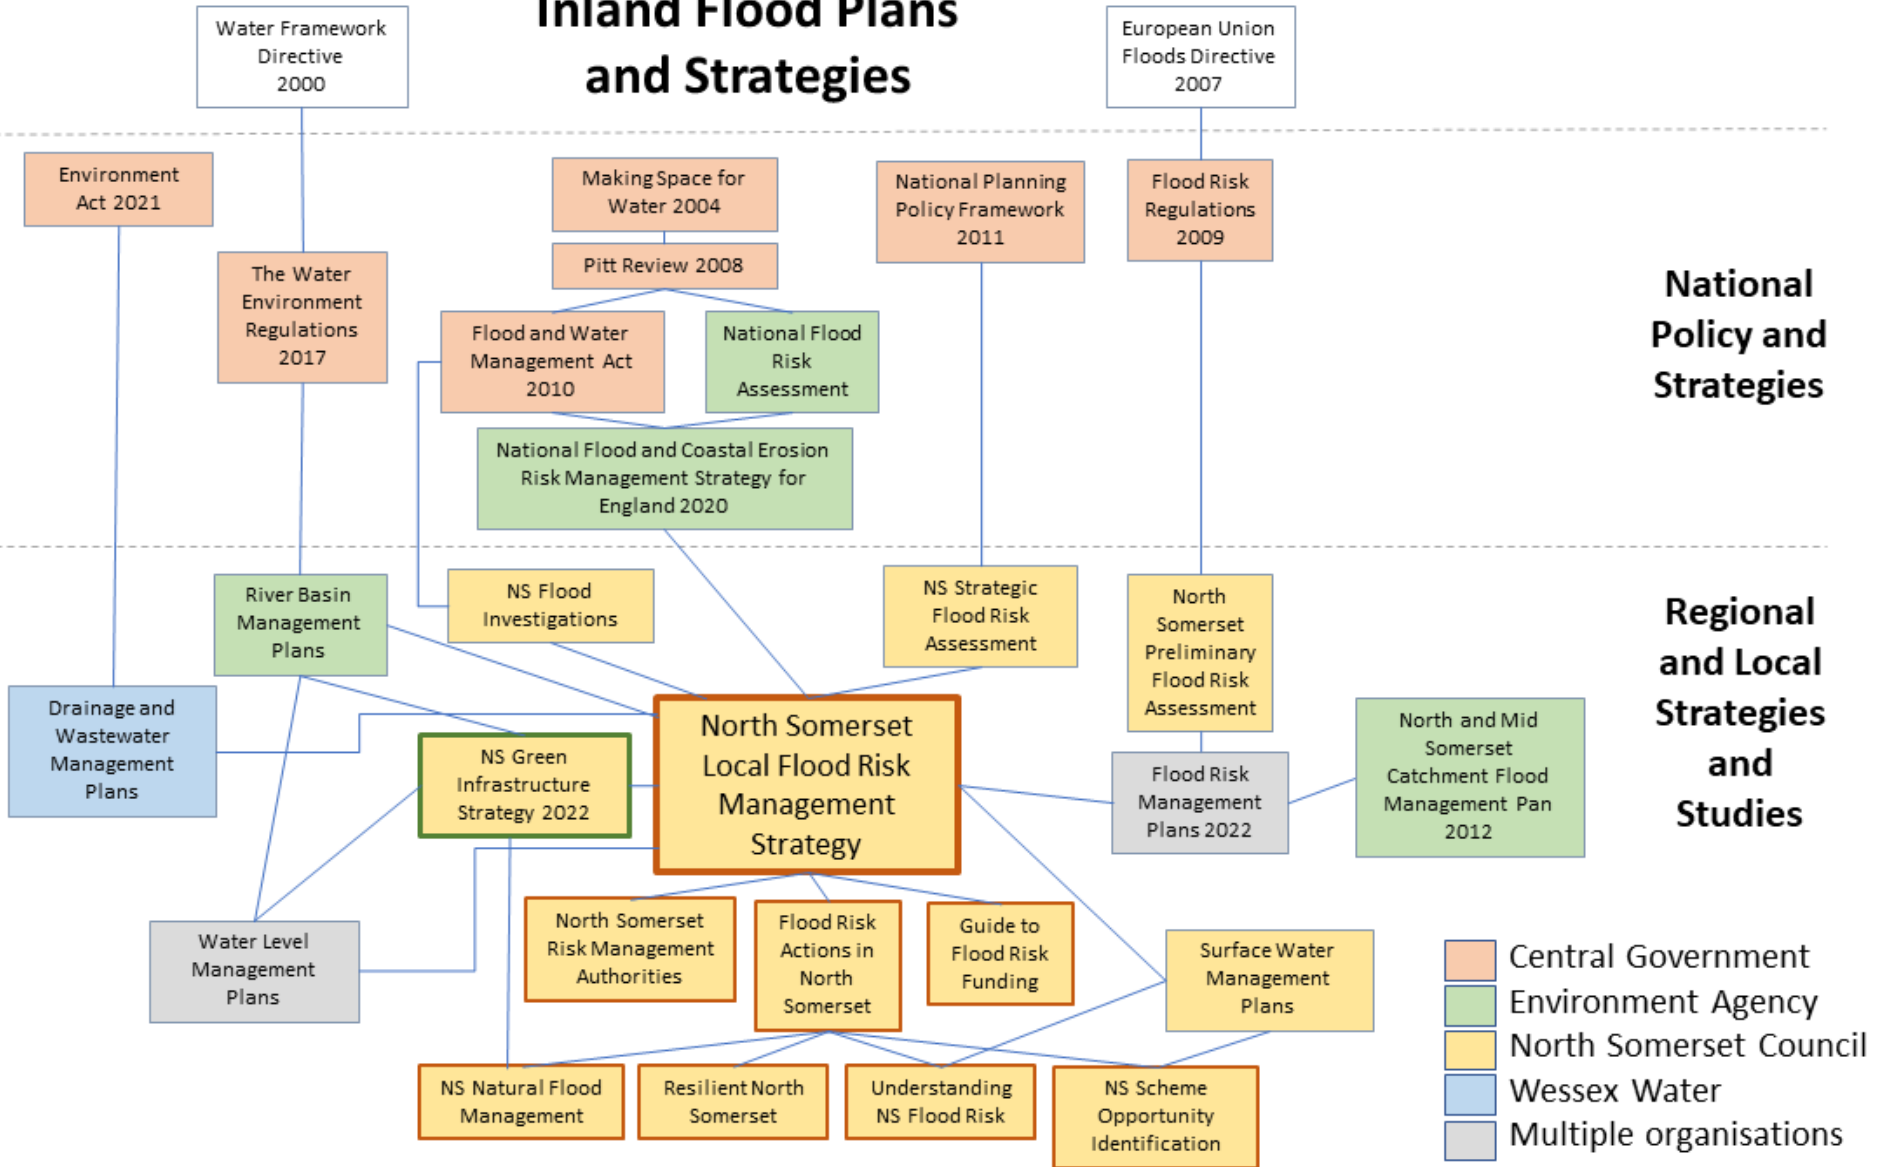 Inland Flood Plans
and Strategies
Water Framework
Directive
2000
European Union
Floods Directive
2007
Environment
Act 2021
Making Space for
Water 2004
National Planning
Policy Framework
2011
Flood Risk
Regulations
2009
The Water
Environment
Regulations
2017
Pitt Review 2008
Flood and Water
Management Act
2010
National Flood
Risk
Assessment
National Flood and Coastal Erosion
Risk Management Strategy for
England 2020
National
Policy and
Strategies
River Basin
Management
Plans
NS Flood
Investigations
NS Strategic
Flood Risk
Assessment
North
Somerset
Preliminary
Flood Risk
Assessment
Regional
and Local
Strategies
and
Studies
Drainage and
Wastewater
Management
Plans
NS Green
Infrastructure
Strategy 2022
North Somerset
Local Flood Risk
Management
Strategy
Flood Risk
Management
Plans 2022
North and Mid
Somerset
Catchment Flood
Management Pan
2012
Water Level
Management
Plans
North Somerset
Risk Management
Authorities
Flood Risk
Actions in
North
Somerset
Guide to
Flood Risk
Funding
Surface Water
Management
Plans
NS Natural Flood
Management
Resilient North
Somerset
Understanding
NS Flood Risk
NS Scheme
Opportunity
Identification
Central Government
Environment Agency
North Somerset Council
Wessex Water
Multiple organisations